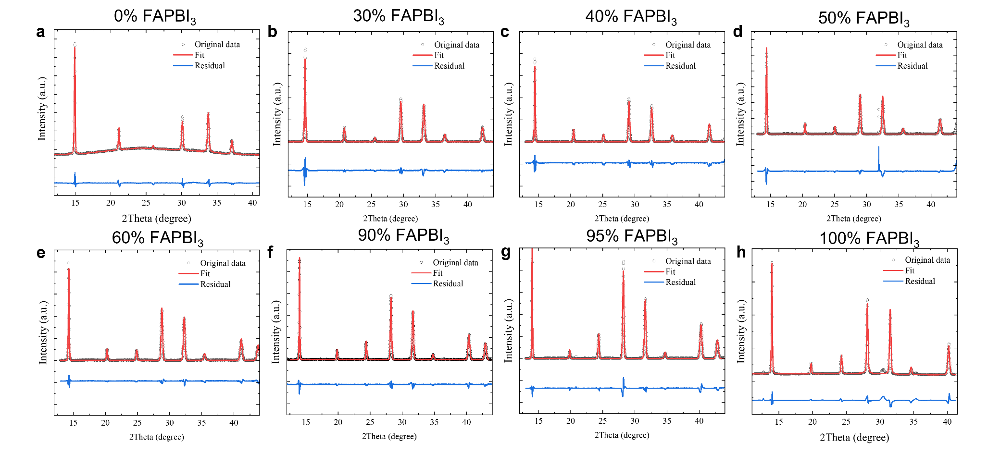 0% FAPBI₃
a
Original data
Fit
Residual
Intensity (a.u.)
15 20 25 30 35 40
2Theta (degree)
30% FAPBI₃
b
Original data
Fit
Residual
Intensity (a.u.)
15 20 25 30 35 40
2Theta (degree)
40% FAPBI₃
c
Original data
Fit
Residual
Intensity (a.u.)
15 20 25 30 35 40
2Theta (degree)
50% FAPBI₃
d
Original data
Fit
Residual
Intensity (a.u.)
15 20 25 30 35 40
2Theta (degree)
60% FAPBI₃
e
Original data
Fit
Residual
Intensity (a.u.)
15 20 25 30 35 40
2Theta (degree)
90% FAPBI₃
f
Original data
Fit
Residual
Intensity (a.u.)
15 20 25 30 35 40
2Theta (degree)
95% FAPBI₃
g
Original data
Fit
Residual
Intensity (a.u.)
15 20 25 30 35 40
2Theta (degree)
100% FAPBI₃
h
Original data
Fit
Residual
Intensity (a.u.)
15 20 25 30 35 40
2Theta (degree)